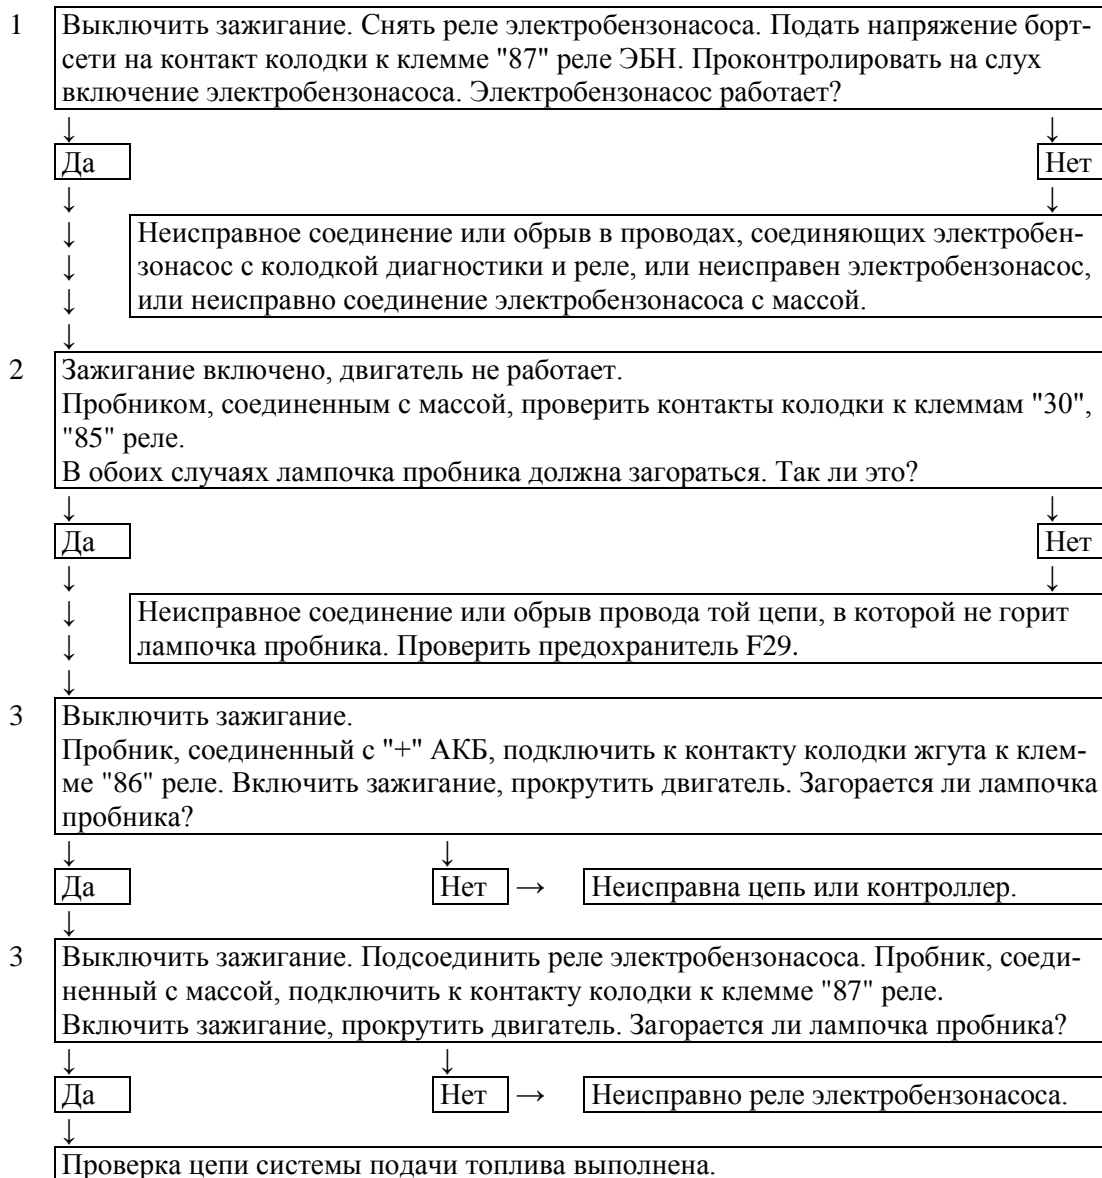 1 Выключить зажигание. Снять реле электробензонасоса. Подать напряжение борт-
сети на контакт колодки к клемме "87" реле ЭБН. Проконтролировать на слух
включение электробензонасоса. Электробензонасос работает?
↓ ↓
Да Нет
↓ ↓
↓ Неисправное соединение или обрыв в проводах, соединяющих электробен-
↓ зонасос с колодкой диагностики и реле, или неисправен электробензонасос,
↓ или неисправно соединение электробензонасоса с массой.
↓
2 Зажигание включено, двигатель не работает.
Пробником, соединенным с массой, проверить контакты колодки к клеммам "30",
"85" реле.
В обоих случаях лампочка пробника должна загораться. Так ли это?
↓ ↓
Да Нет
↓ ↓
↓ Неисправное соединение или обрыв провода той цепи, в которой не горит
↓ лампочка пробника. Проверить предохранитель F29.
↓
3 Выключить зажигание.
Пробник, соединенный с "+" АКБ, подключить к контакту колодки жгута к клем-
ме "86" реле. Включить зажигание, прокрутить двигатель. Загорается ли лампочка
пробника?
↓ ↓
Да Нет → Неисправна цепь или контроллер.
↓
3 Выключить зажигание. Подсоединить реле электробензонасоса. Пробник, соеди-
ненный с массой, подключить к контакту колодки к клемме "87" реле.
Включить зажигание, прокрутить двигатель. Загорается ли лампочка пробника?
↓ ↓
Да Нет → Неисправно реле электробензонасоса.
↓
Проверка цепи системы подачи топлива выполнена.